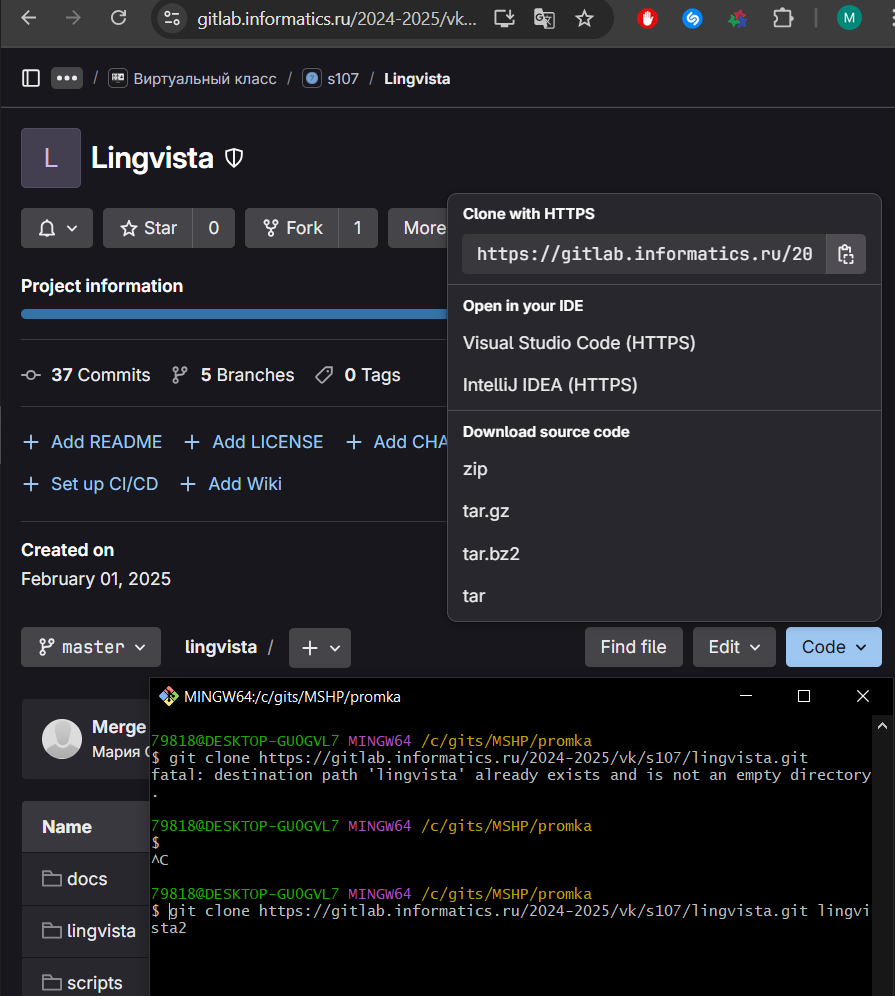 gitlab.informatics.ru/2024-2025/vk...
M
Виртуальный класс / s107 / Lingvista
L
Lingvista
Star 0 Fork 1 More
Clone with HTTPS
https://gitlab.informatics.ru/20
Project information
Open in your IDE
Visual Studio Code (HTTPS)
37 Commits 5 Branches 0 Tags
IntelliJ IDEA (HTTPS)
Download source code
+ Add README + Add LICENSE + Add CHA
zip
+ Set up CI/CD + Add Wiki
tar.gz
Created on
tar.bz2
February 01, 2025
tar
master lingvista / + Find file Edit Code
MINGW64:/c/gits/MSHP/promka
Merge
Мария
79818@DESKTOP-GU0GVL7 MINGW64 /c/gits/MSHP/promka
$ git clone https://gitlab.informatics.ru/2024-2025/vk/s107/lingvista.git
fatal: destination path 'lingvista' already exists and is not an empty directory
.
79818@DESKTOP-GU0GVL7 MINGW64 /c/gits/MSHP/promka
$
^C
79818@DESKTOP-GU0GVL7 MINGW64 /c/gits/MSHP/promka
$ git clone https://gitlab.informatics.ru/2024-2025/vk/s107/lingvista.git lingvi
sta2
Name
docs
lingvista
scripts